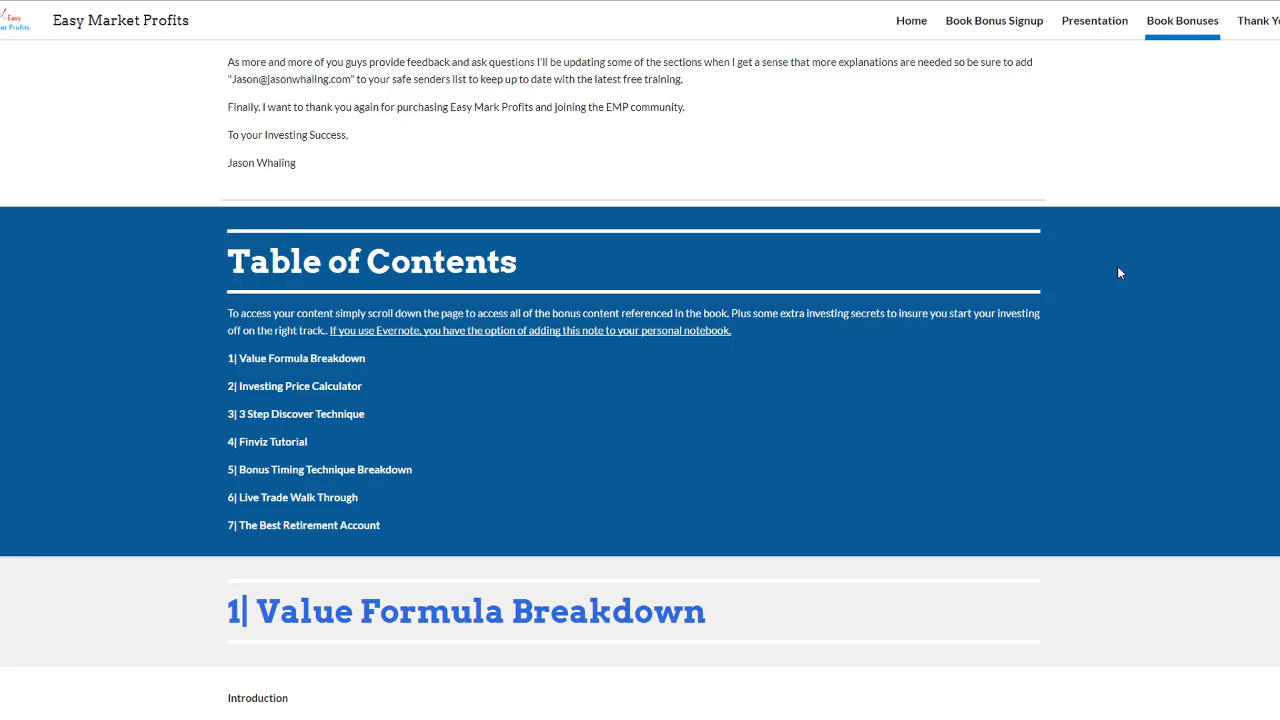 Easy
et Profits
Easy Market Profits
Home
Book Bonus Signup
Presentation
Book Bonuses
Thank Yo
As more and more of you guys provide feedback and ask questions I'll be updating some of the sections when I get a sense that more explanations are needed so be sure to add
"Jason@jasonwhaling.com" to your safe senders list to keep up to date with the latest free training.
Finally, I want to thank you again for purchasing Easy Mark Profits and joining the EMP community.
To your Investing Success,
Jason Whaling
Table of Contents
To access your content simply scroll down the page to access all of the bonus content referenced in the book. Plus some extra investing secrets to insure you start your investing
off on the right track.. If you use Evernote, you have the option of adding this note to your personal notebook.
1| Value Formula Breakdown
2| Investing Price Calculator
3| 3 Step Discover Technique
4| Finviz Tutorial
5| Bonus Timing Technique Breakdown
6| Live Trade Walk Through
7| The Best Retirement Account
1| Value Formula Breakdown
Introduction